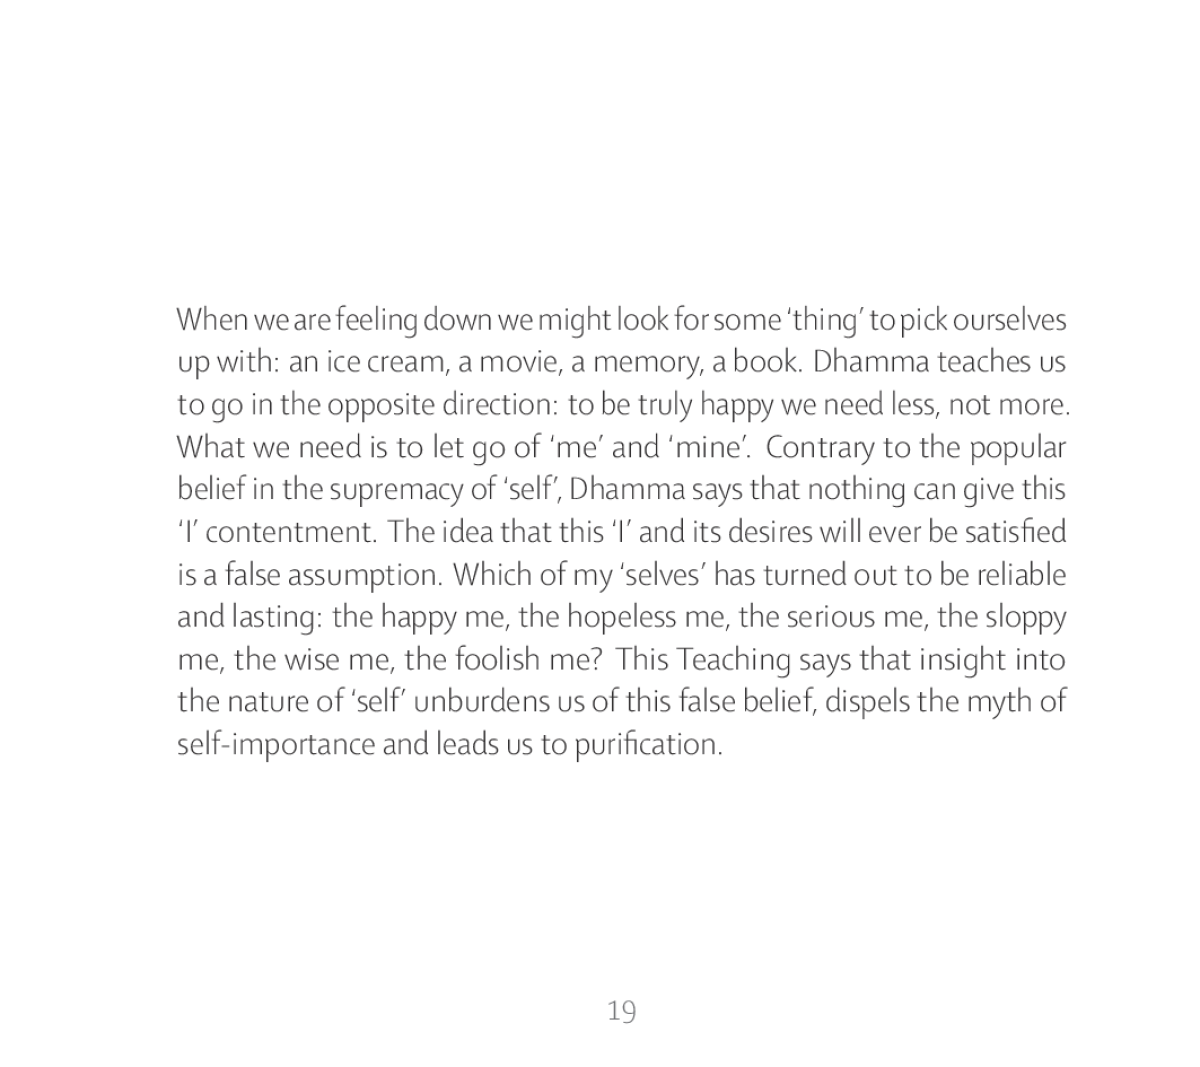 When we are feeling down we might look for some ‘thing’ to pick ourselves
up with: an ice cream, a movie, a memory, a book. Dhamma teaches us
to go in the opposite direction: to be truly happy we need less, not more.
What we need is to let go of ‘me’ and ‘mine’. Contrary to the popular
belief in the supremacy of ‘self’, Dhamma says that nothing can give this
‘I’ contentment. The idea that this ‘I’ and its desires will ever be satisfied
is a false assumption. Which of my ‘selves’ has turned out to be reliable
and lasting: the happy me, the hopeless me, the serious me, the sloppy
me, the wise me, the foolish me? This Teaching says that insight into
the nature of ‘self’ unburdens us of this false belief, dispels the myth of
self-importance and leads us to purification.
19